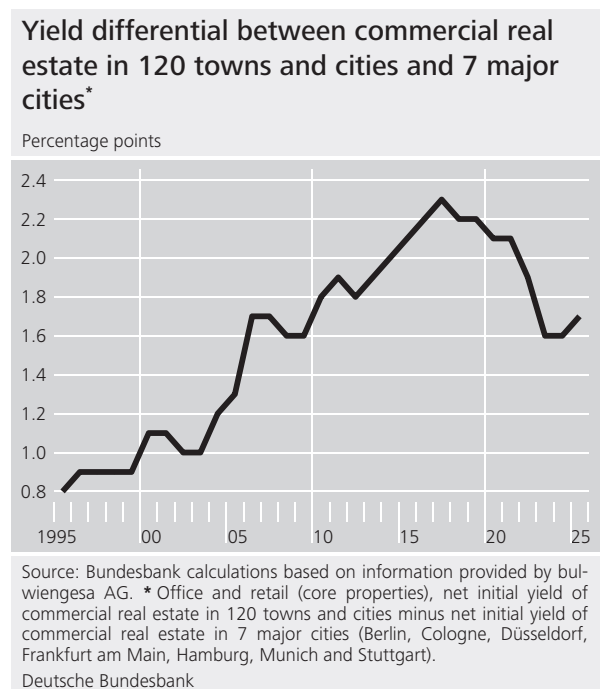 Yield differential between commercial real
estate in 120 towns and cities and 7 major
cities*
Percentage points
2.4
2.2
2.0
1.8
1.6
1.4
1.2
1.0
0.8
1995 00 05 10 15 20 25
Source: Bundesbank calculations based on information provided by bul-
wiengesa AG. * Office and retail (core properties), net initial yield of
commercial real estate in 120 towns and cities minus net initial yield of
commercial real estate in 7 major cities (Berlin, Cologne, Düsseldorf,
Frankfurt am Main, Hamburg, Munich and Stuttgart).
Deutsche Bundesbank